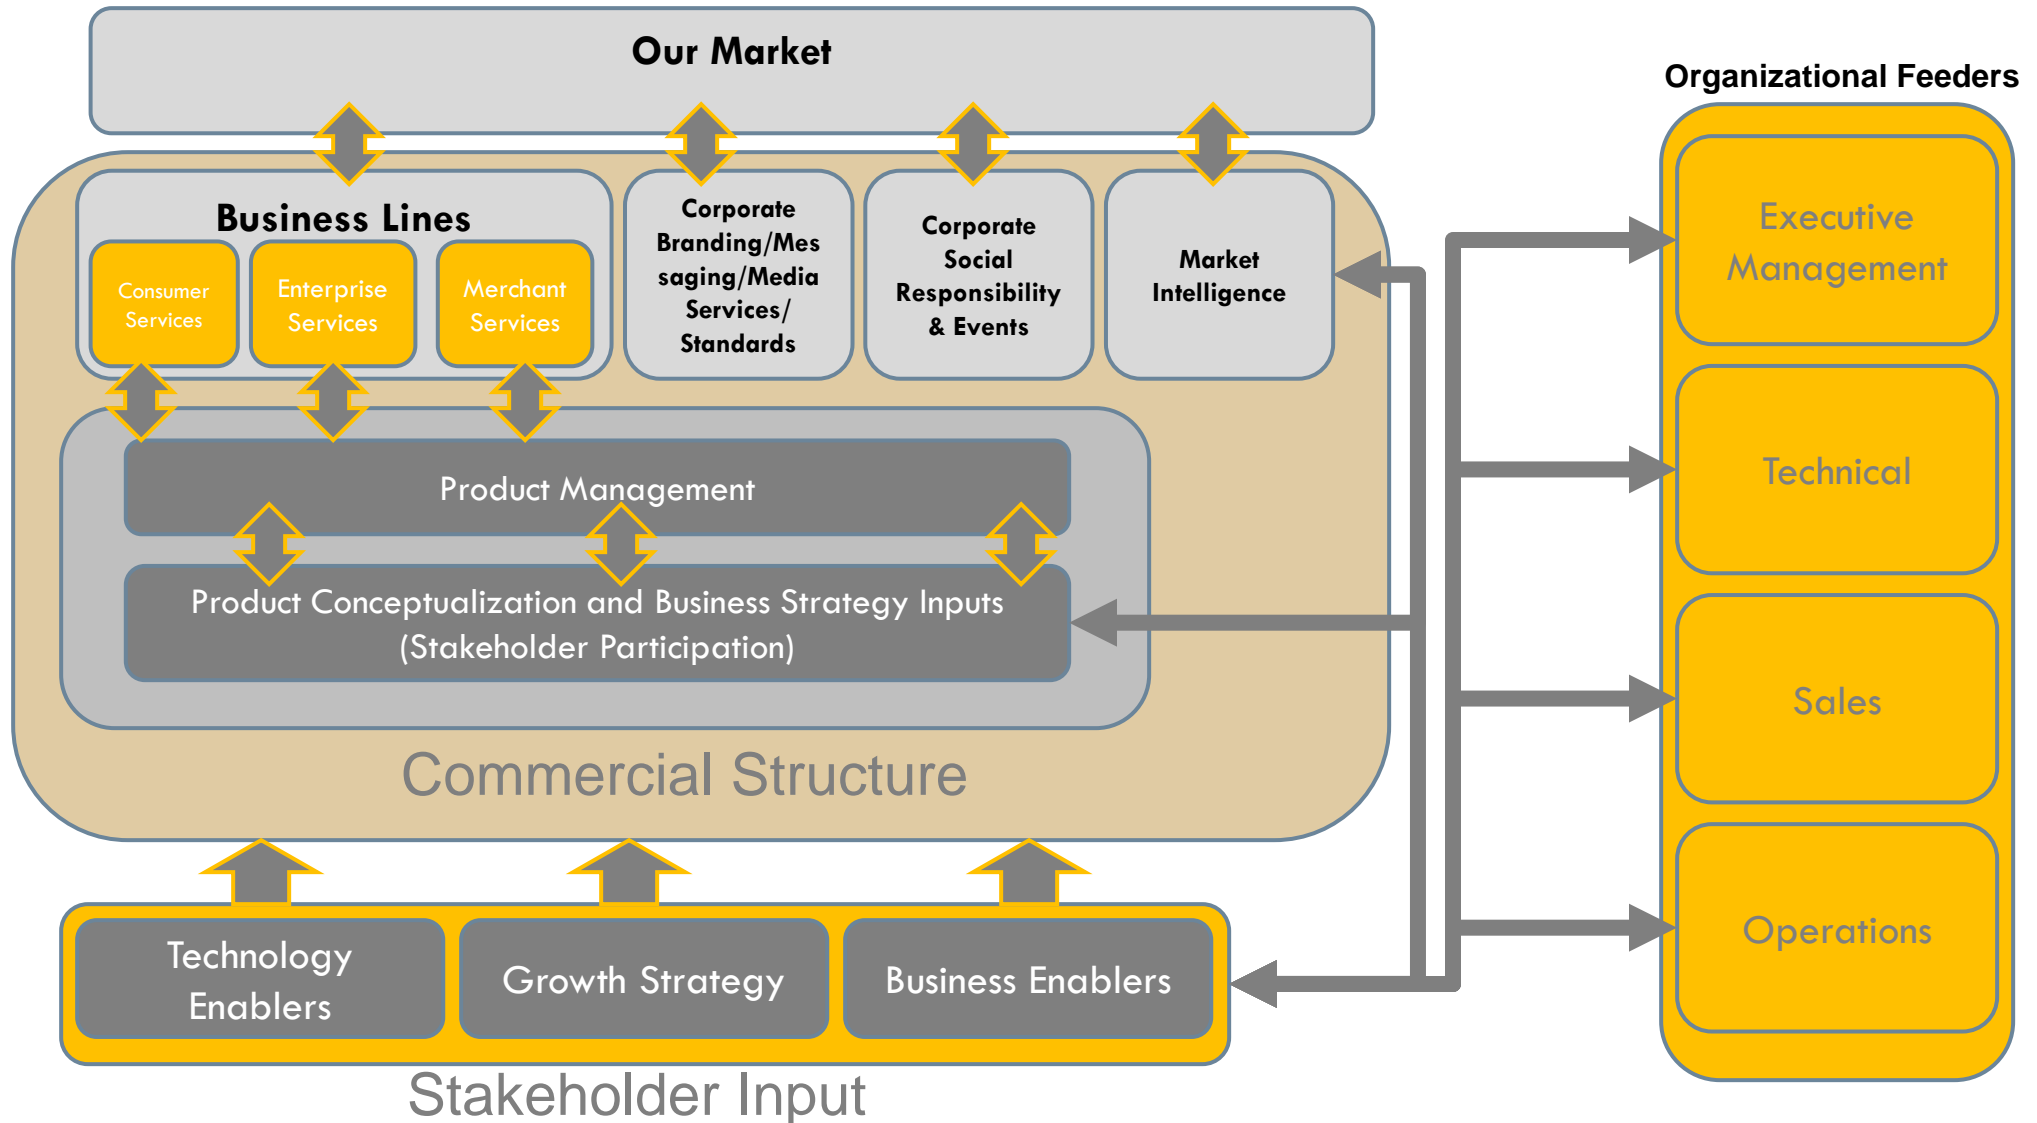 Our Market
Organizational Feeders
Business Lines
Consumer
Services
Enterprise
Services
Merchant
Services
Corporate
Branding/Mes
saging/Media
Services/
Standards
Corporate
Social
Responsibility
& Events
Market
Intelligence
Executive
Management
Product Management
Technical
Product Conceptualization and Business Strategy Inputs
(Stakeholder Participation)
Sales
Commercial Structure
Technology
Enablers
Growth Strategy
Business Enablers
Operations
Stakeholder Input